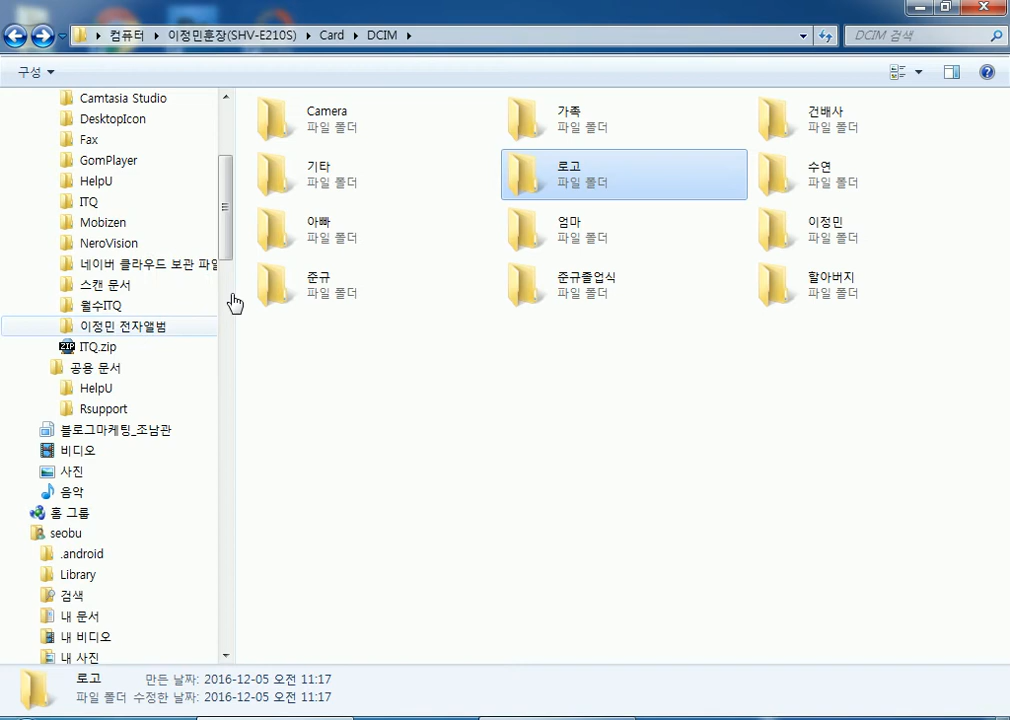 컴퓨터 이정민훈장(SHV-E210S) Card DCIM DCIM 검색
구성
Camtasia Studio
DesktopIcon
Fax
GomPlayer
HelpU
ITQ
Mobizen
NeroVision
네이버 클라우드 보관 파일
스캔 문서
월수ITQ
이정민 전자앨범
ZIP ITQ.zip
공용 문서
HelpU
Rsupport
블로그마케팅_조남관
비디오
사진
음악
홈 그룹
seobu
.android
Library
검색
내 문서
내 비디오
내 사진
Camera
파일 폴더
가족
파일 폴더
건배사
파일 폴더
기타
파일 폴더
로고
파일 폴더
수연
파일 폴더
아빠
파일 폴더
엄마
파일 폴더
이정민
파일 폴더
준규
파일 폴더
준규졸업식
파일 폴더
할아버지
파일 폴더
로고 만든 날짜: 2016-12-05 오전 11:17
파일 폴더 수정한 날짜: 2016-12-05 오전 11:17